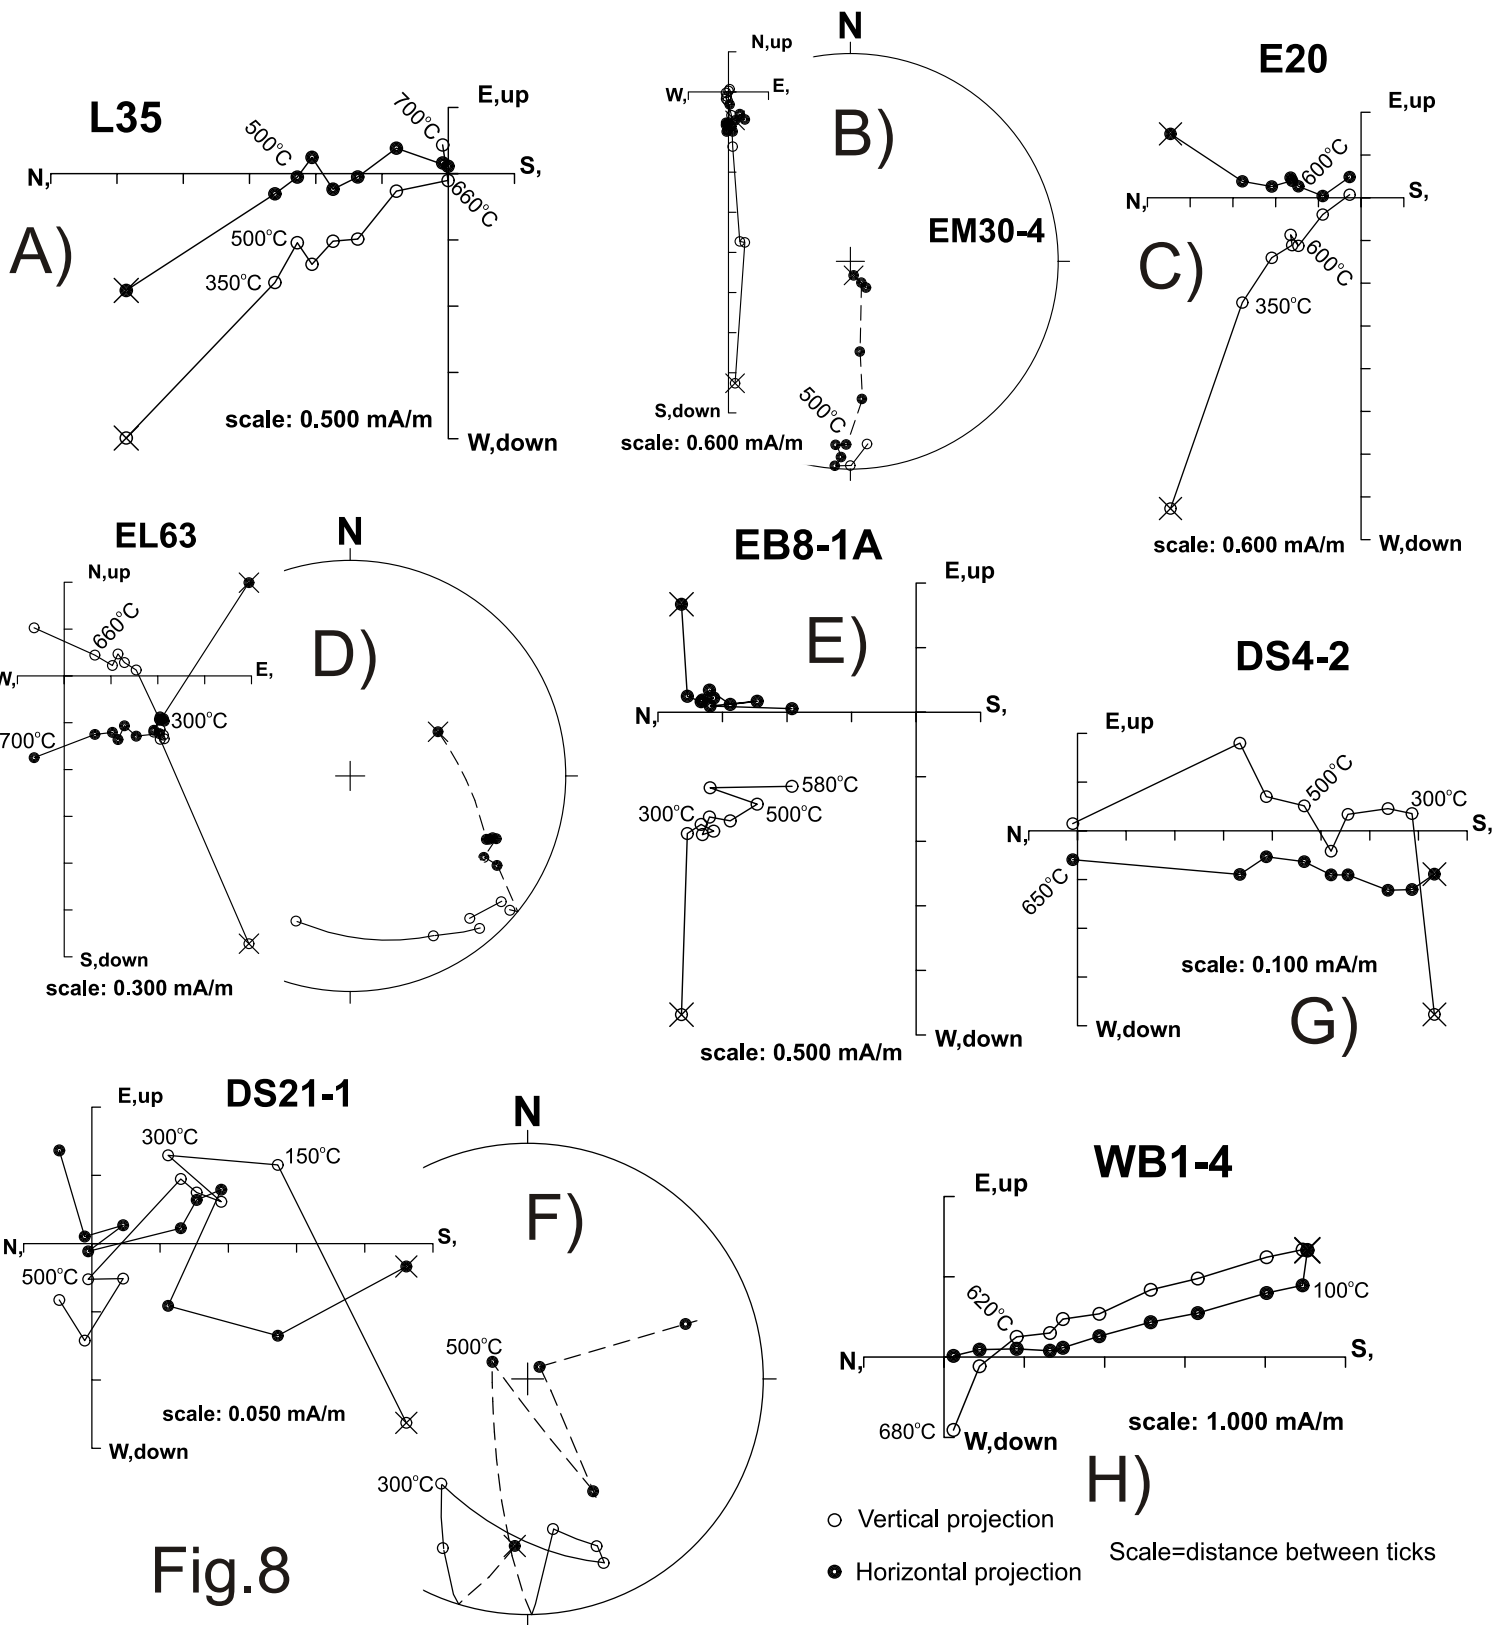 L35
E,up
N,
S,
500°C
700°C
660°C
500°C
350°C
A)
scale: 0.500 mA/m
W,down
N,up
W,
E,
S,down
scale: 0.600 mA/m
N
B)
EM30-4
500°C
E20
E,up
N,
S,
600°C
600°C
350°C
C)
scale: 0.600 mA/m
W,down
EL63
N,up
W,
E,
660°C
300°C
700°C
S,down
scale: 0.300 mA/m
N
D)
EB8-1A
E,up
E)
N,
S,
580°C
300°C
500°C
W,down
scale: 0.500 mA/m
DS4-2
E,up
N,
S,
500°C
300°C
650°C
scale: 0.100 mA/m
W,down
G)
DS21-1
E,up
300°C
150°C
N,
S,
500°C
scale: 0.050 mA/m
W,down
N
F)
500°C
300°C
WB1-4
E,up
N,
S,
620°C
100°C
680°C
W,down
scale: 1.000 mA/m
H)
Vertical projection
Horizontal projection
Scale=distance between ticks
Fig.8